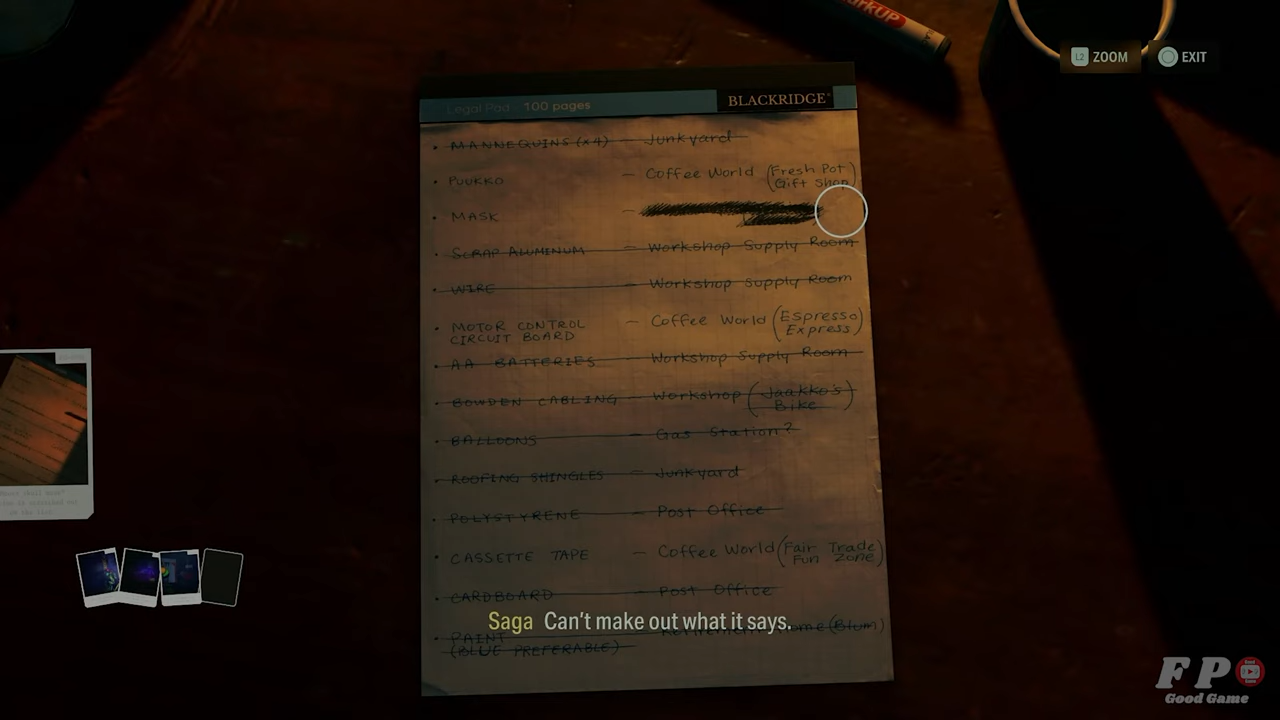 MarkUP
L2 ZOOM EXIT
Legal Pad 100 pages BLACKRIDGE
• MANNEQUINS (x4) — Junkyard
• PUUKKO — Coffee World (Fresh Pot
Gift Shop)
• MASK —
• SCRAP ALUMINUM — Workshop Supply Room
• WIRE — Workshop Supply Room
• MOTOR CONTROL — Coffee World (Espresso
CIRCUIT BOARD Express)
• AA BATTERIES — Workshop Supply Room
• BOWDEN CABLING — Workshop (Jaakko's
Bike)
• BALLOONS — Gas Station?
• ROOFING SHINGLES — Junkyard
• POLYSTYRENE — Post Office
• CASSETTE TAPE — Coffee World (Fair Trade
Fun Zone)
• CARDBOARD — Post Office
Saga Can't make out what it says.
• PAINT — Home (Blum)
(BLUE PREFERABLE)
FP
Good Game